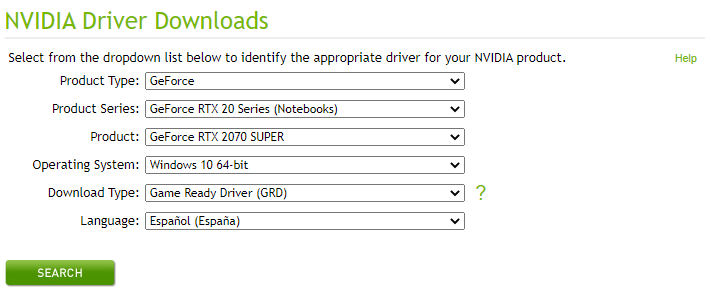 NVIDIA Driver Downloads
Select from the dropdown list below to identify the appropriate driver for your NVIDIA product.
Help
Product Type: GeForce
Product Series: GeForce RTX 20 Series (Notebooks)
Product: GeForce RTX 2070 SUPER
Operating System: Windows 10 64-bit
Download Type: Game Ready Driver (GRD) ?
Language: Español (España)
SEARCH